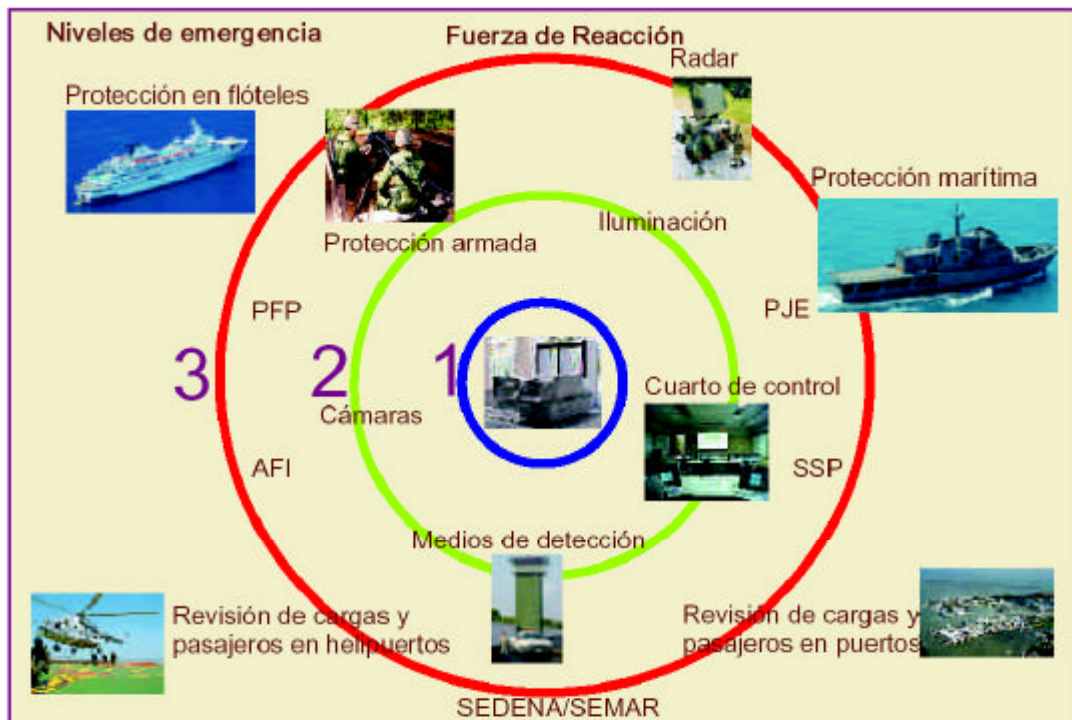 Niveles de emergencia
Fuerza de Reacción
Radar
Protección en flóteles
Protección marítima
Iluminación
Protección armada
PFP
PJE
3
2
1
Cuarto de control
Cámaras
AFI
SSP
Medios de detección
Revisión de cargas y
pasajeros en helipuertos
Revisión de cargas y
pasajeros en puertos
SEDENA/SEMAR